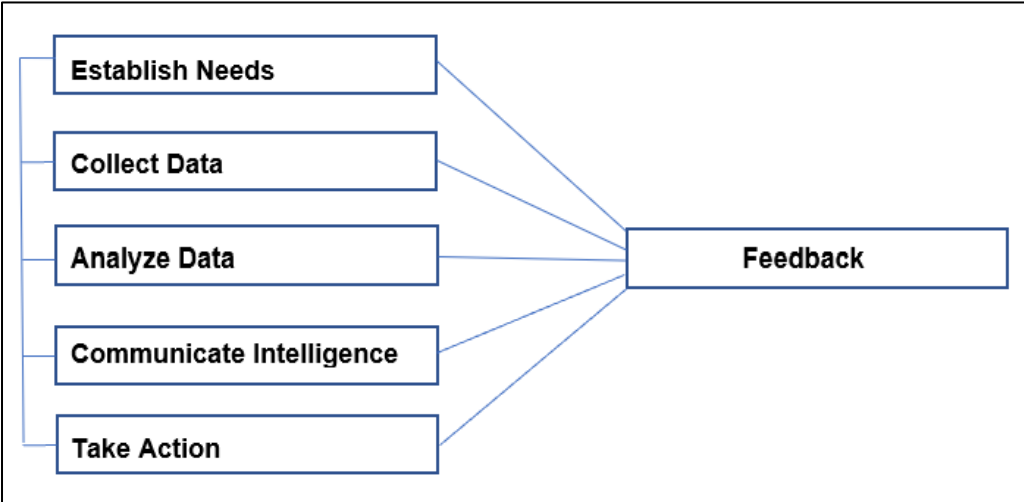 Establish Needs
Collect Data
Analyze Data
Communicate Intelligence
Take Action
Feedback